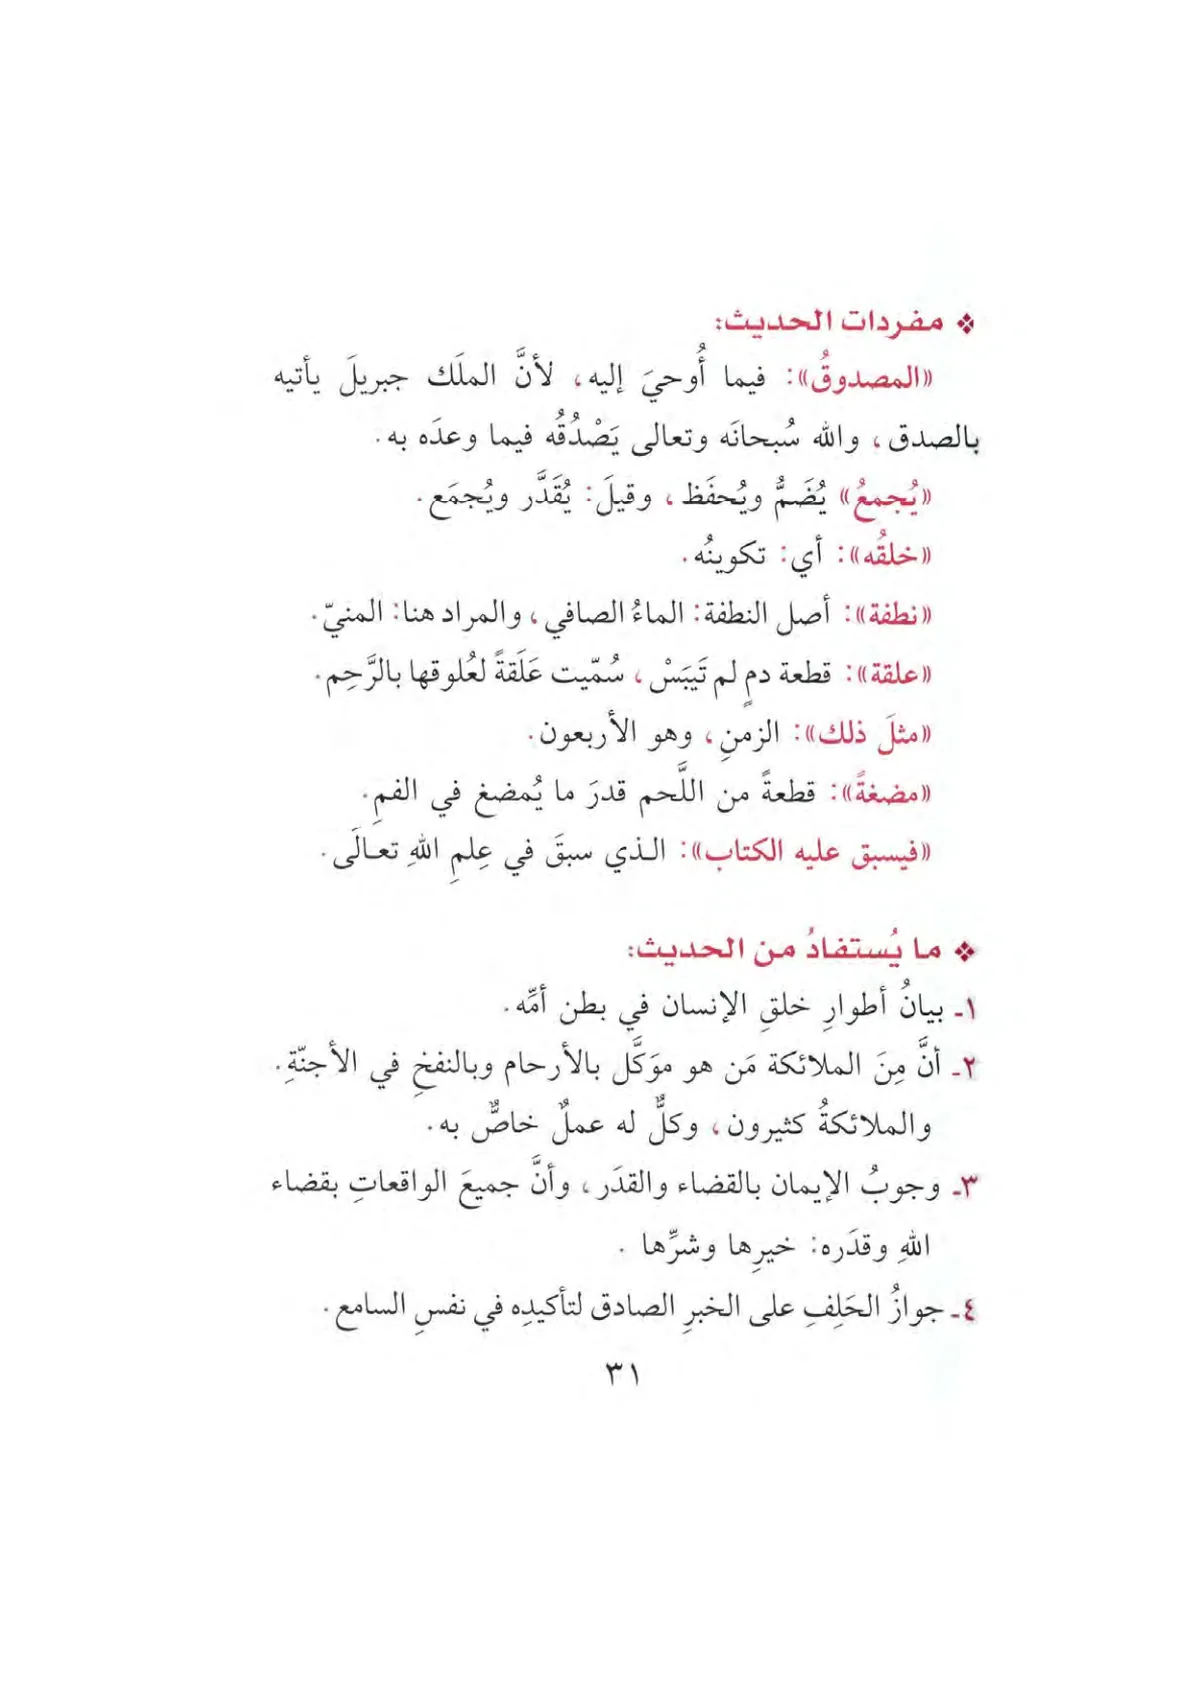 ❖ مفردات الحديث:
«المصدوقُ»: فيما أُوحيَ إليه، لأنَّ الملَك جبريلَ يأتيه
بالصدق، والله سُبحانَه وتعالى يَصْدُقُه فيما وعدَه به.
«يُجمعُ» يُضَمُّ ويُحفَظ، وقيلَ: يُقَدَّر ويُجمَع.
«خلقُه»: أي: تكوينُه.
«نطفة»: أصل النطفة: الماءُ الصافي، والمراد هنا: المنيّ.
«علقة»: قطعة دمٍ لم تَيبَسْ، سُمّيت عَلَقةً لعُلوقها بالرَّحِم.
«مثلَ ذلك»: الزمنِ، وهو الأربعون.
«مضغةً»: قطعةً من اللَّحم قدرَ ما يُمضغ في الفمِ.
«فيسبق عليه الكتاب»: الذي سبقَ في عِلمِ اللهِ تعالَى.
❖ ما يُستفادُ من الحديث:
١ـ بيانُ أطوارِ خلقِ الإنسان في بطن أمِّه.
٢ـ أنَّ مِنَ الملائكة مَن هو موَكَّل بالأرحام وبالنفخِ في الأجنّةِ.
والملائكةُ كثيرون، وكلٌّ له عملٌ خاصٌّ به.
٣ـ وجوبُ الإيمان بالقضاء والقدَر، وأنَّ جميعَ الواقعاتِ بقضاء
اللهِ وقدَره: خيرِها وشرِّها.
٤ـ جوازُ الحَلِفِ على الخبرِ الصادق لتأكيدِه في نفسِ السامع.
٣١